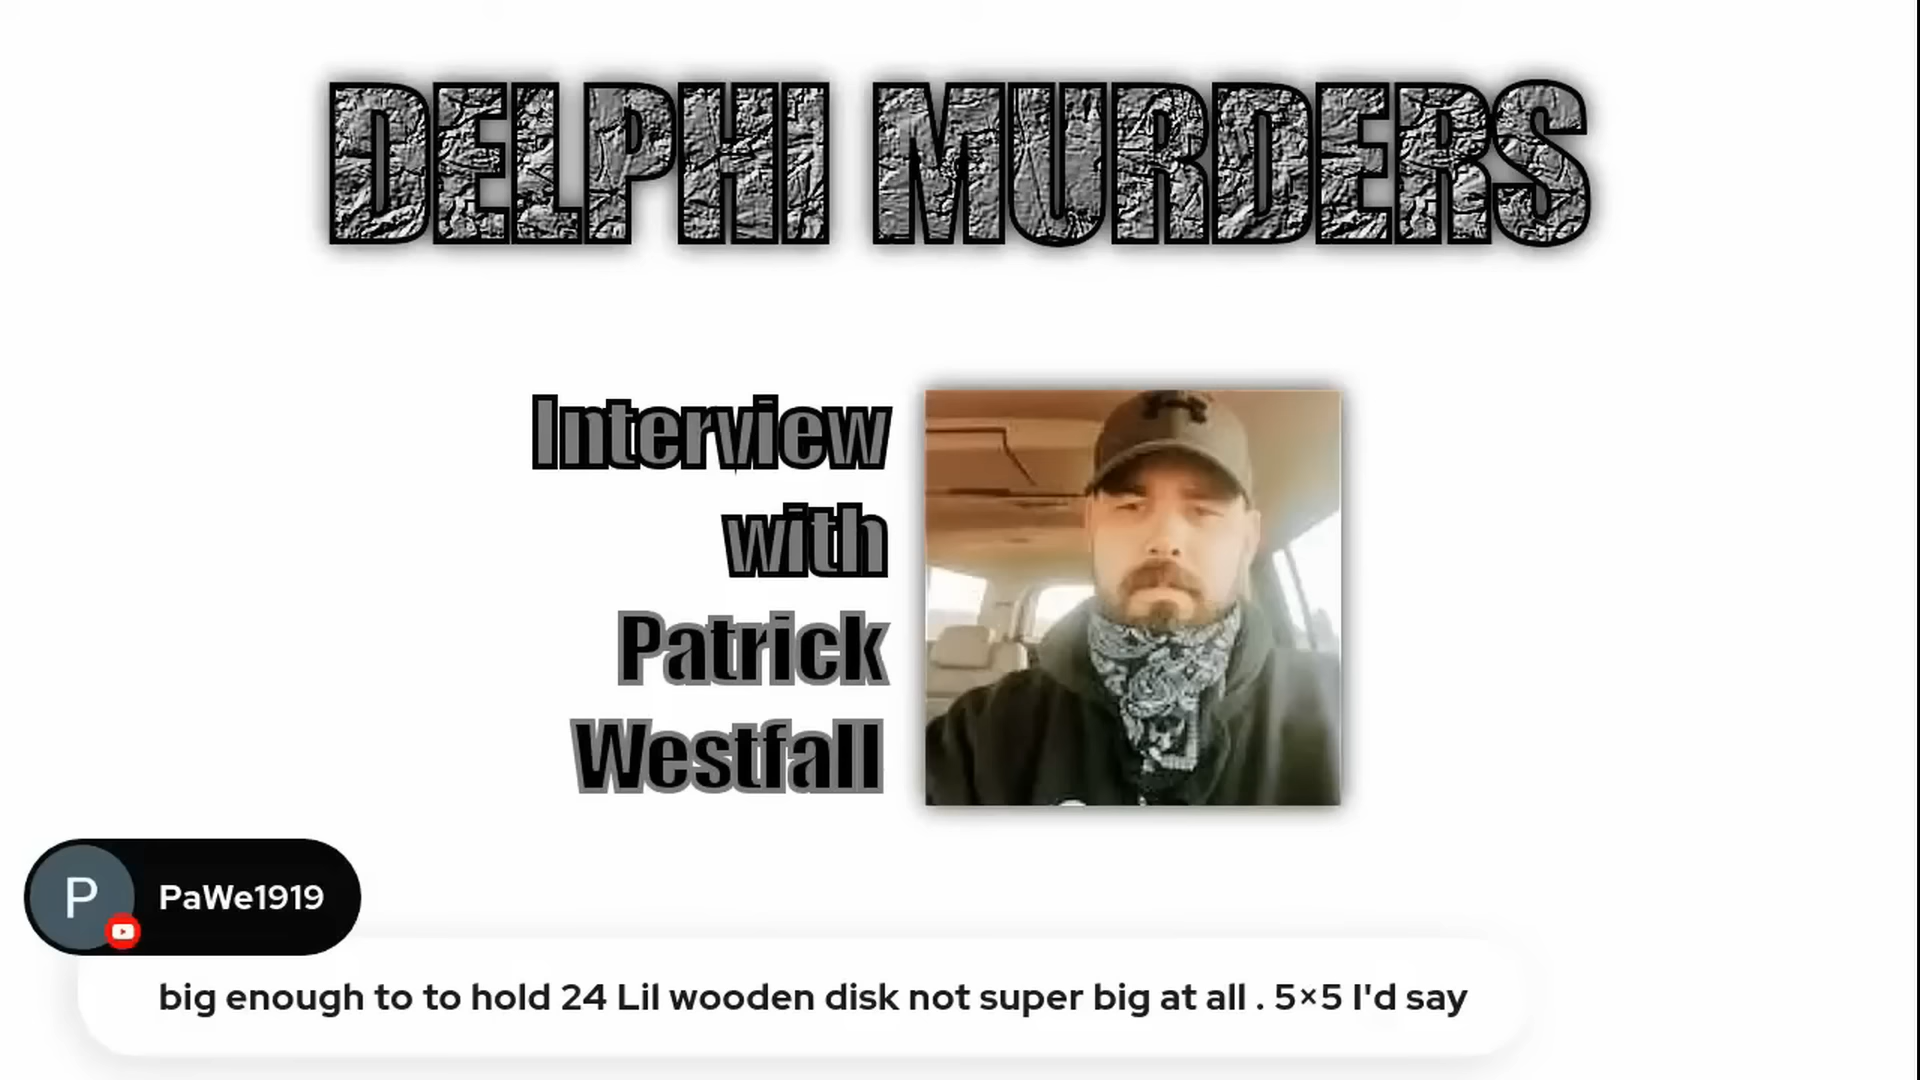 DELPHI MURDERS
Interview
with
Patrick
Westfall
P
PaWe1919
big enough to to hold 24 Lil wooden disk not super big at all . 5×5 I'd say